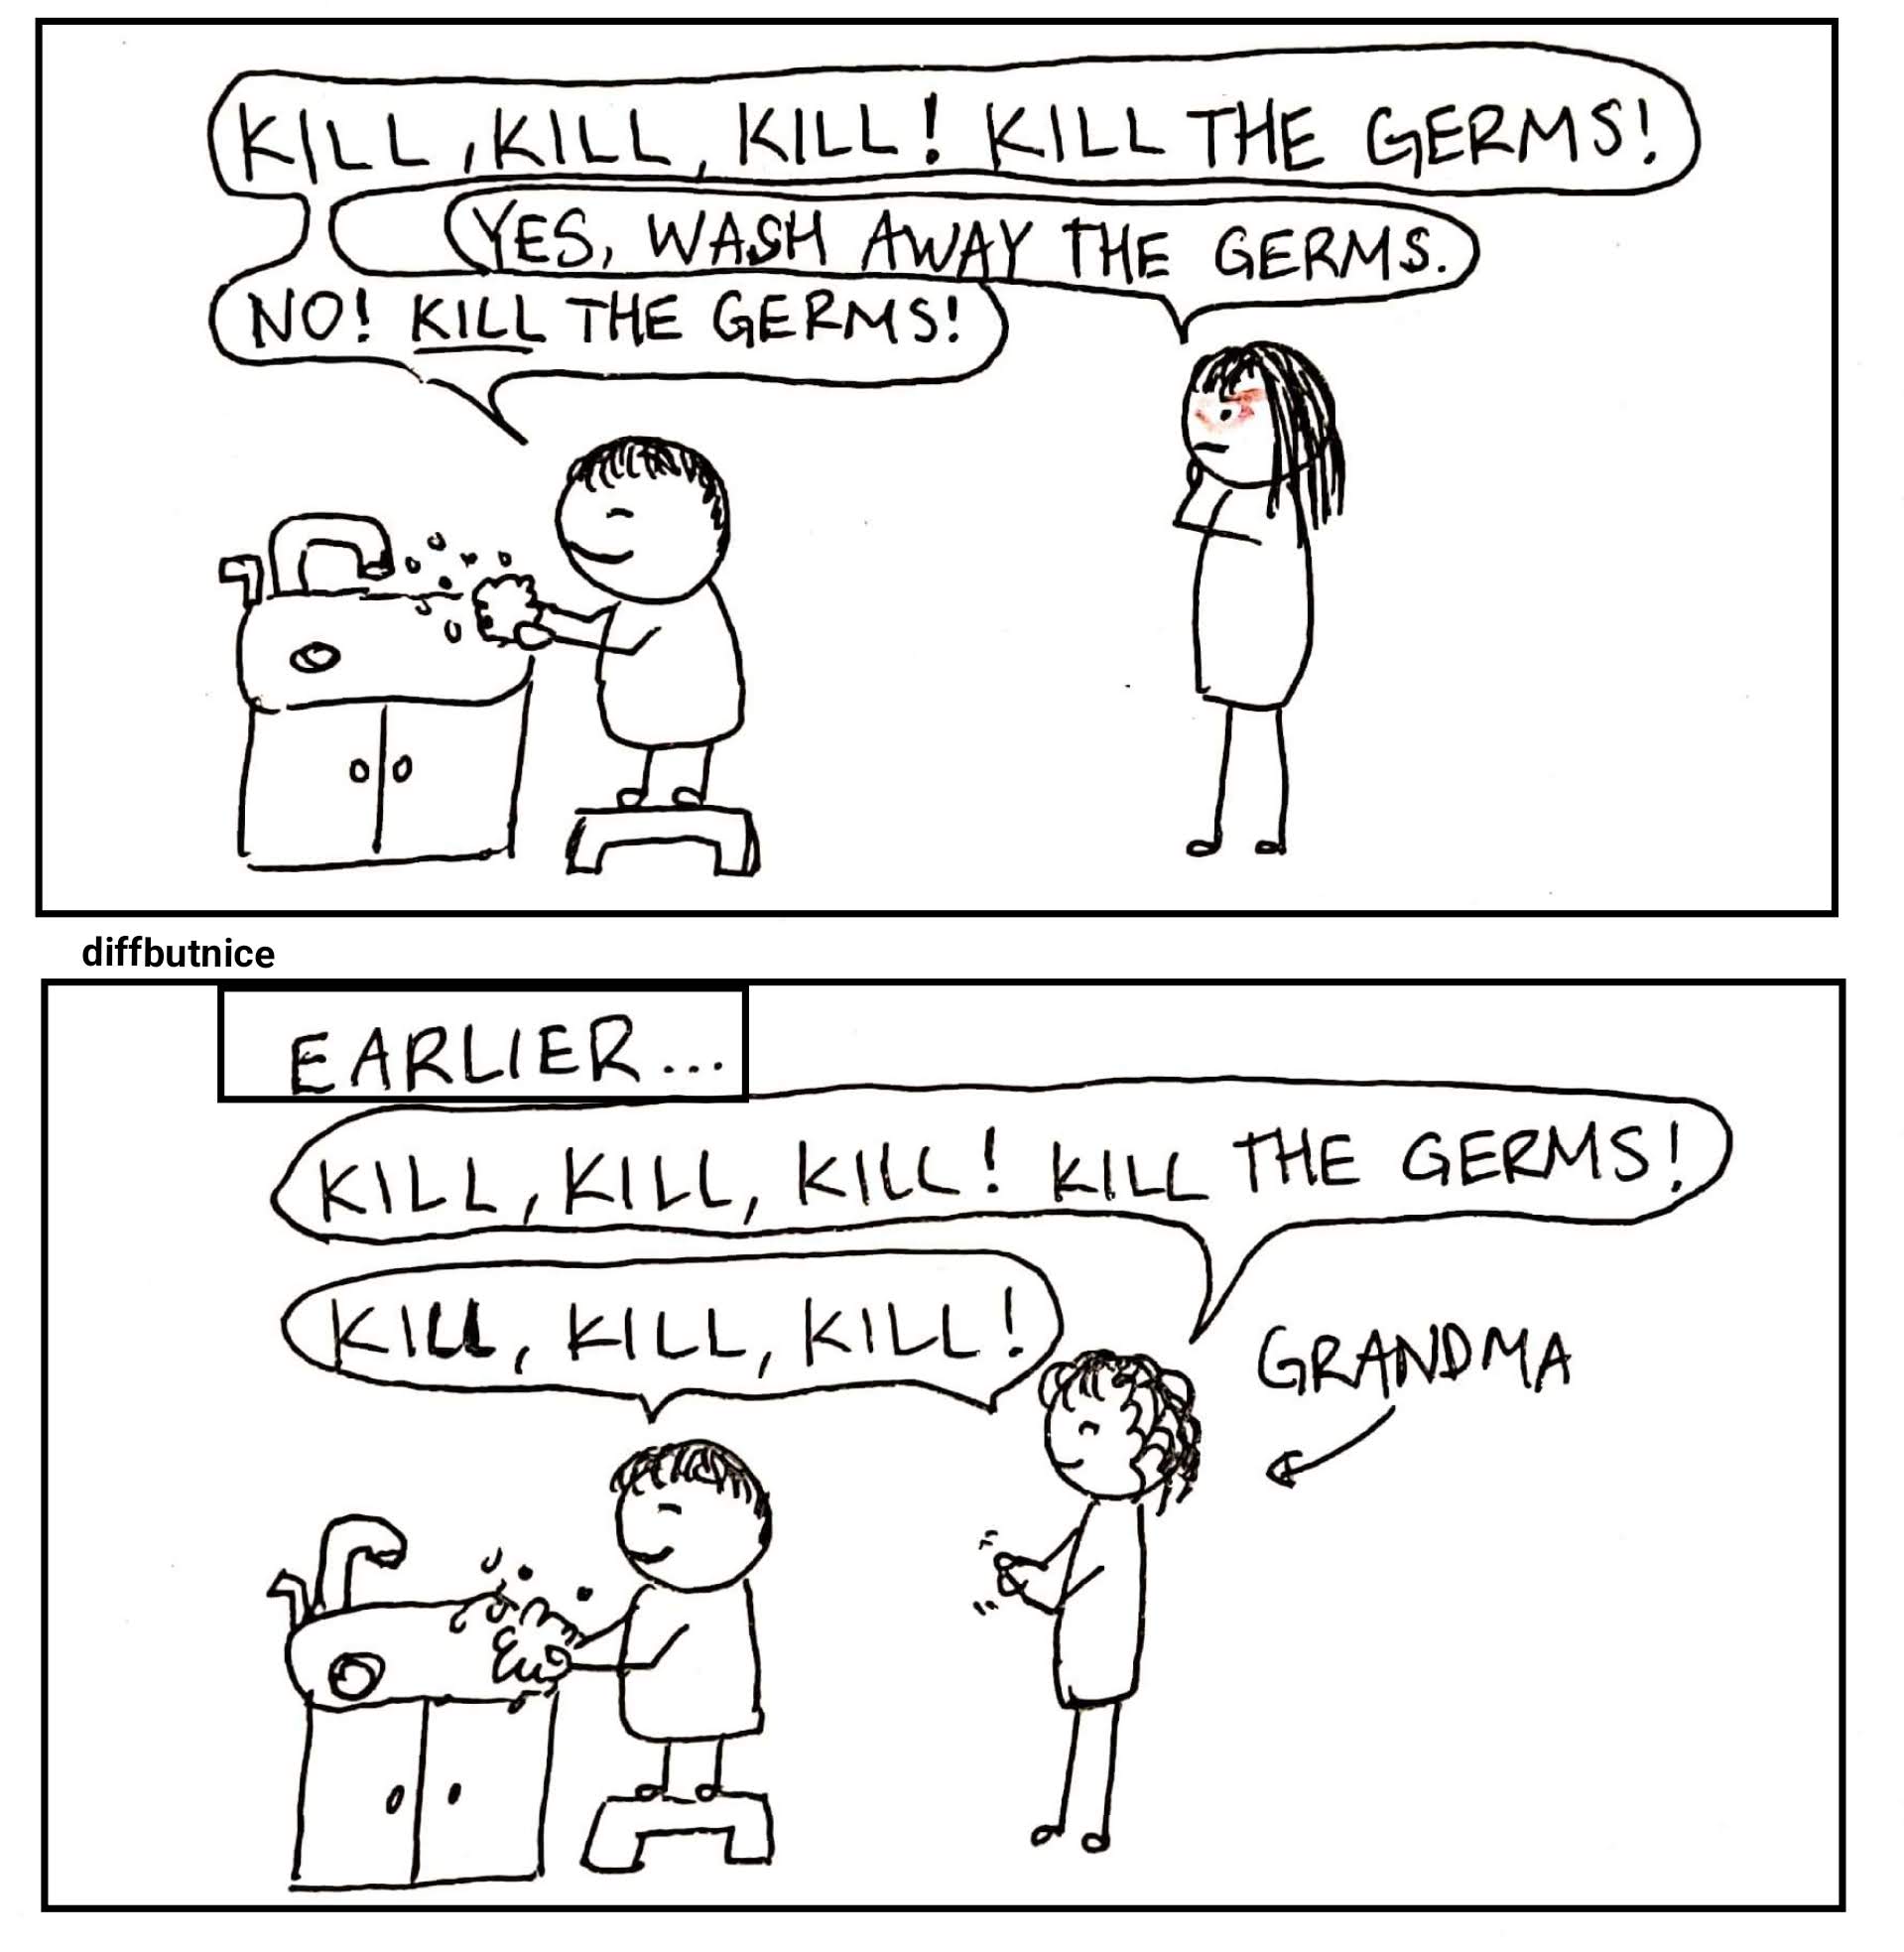 KILL, KILL, KILL! KILL THE GERMS!
YES, WASH AWAY THE GERMS.
NO! KILL THE GERMS!
diffbutnice
EARLIER...
KILL, KILL, KILL! KILL THE GERMS!
KILL, KILL, KILL!
GRANDMA